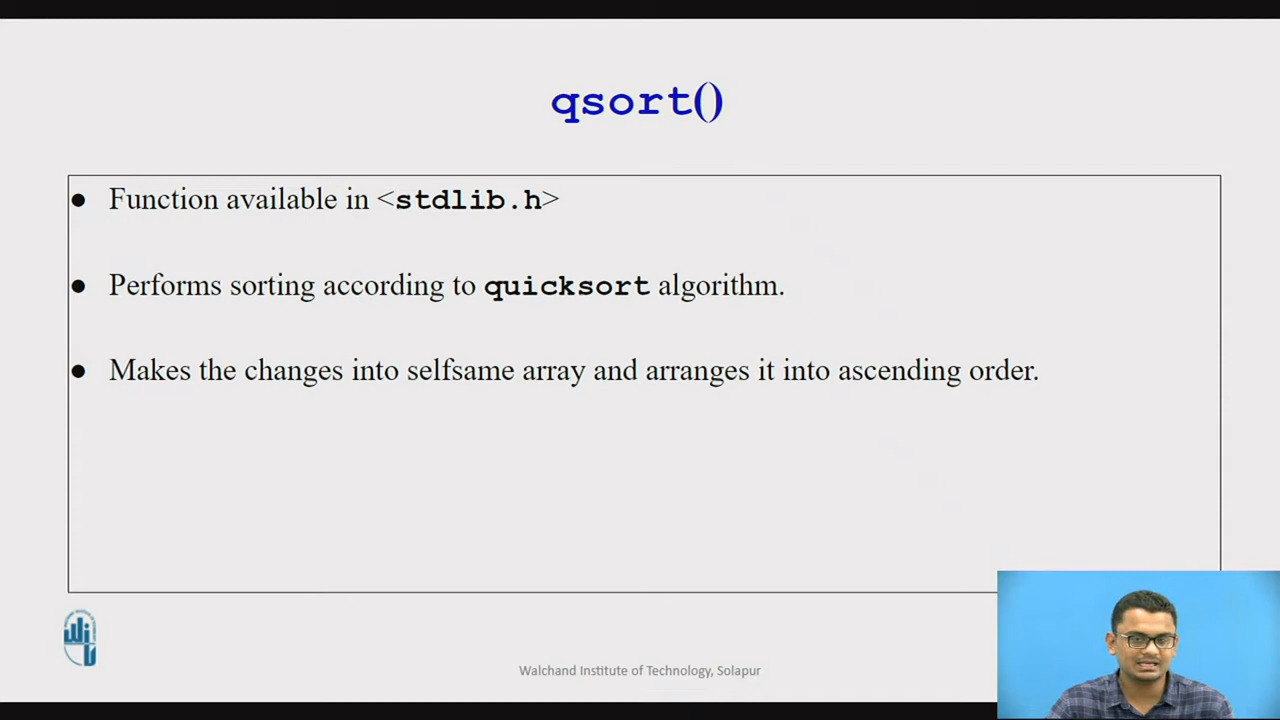 qsort()
● Function available in <stdlib.h>
● Performs sorting according to quicksort algorithm.
● Makes the changes into selfsame array and arranges it into ascending order.
Walchand Institute of Technology, Solapur